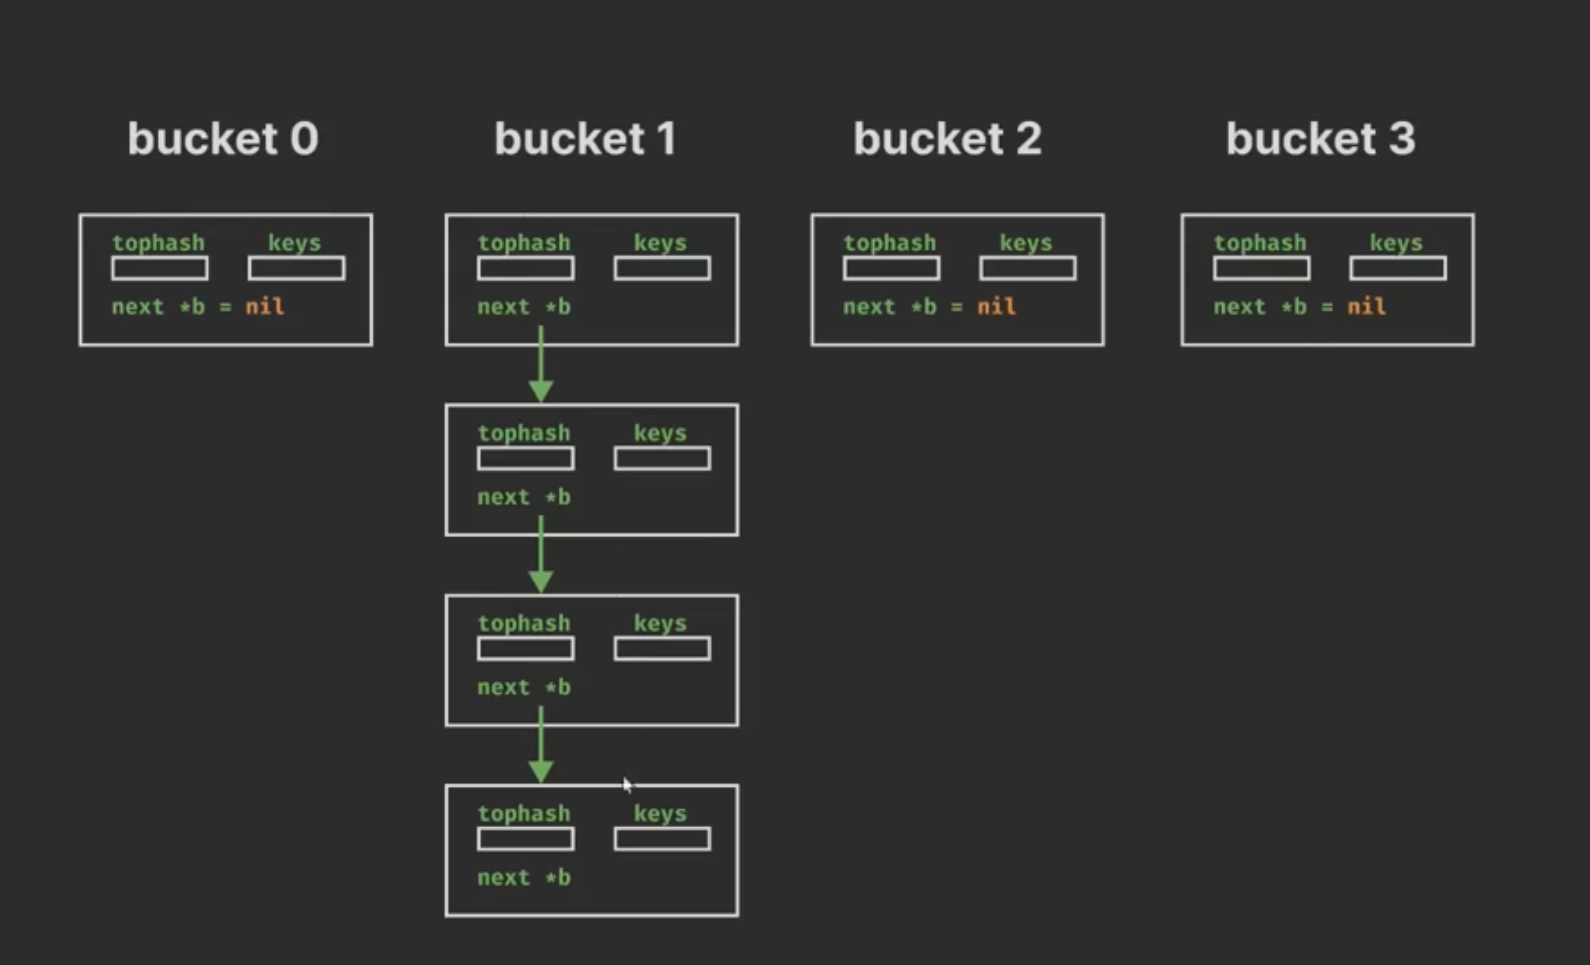 bucket 0 bucket 1 bucket 2 bucket 3
tophash keys tophash keys tophash keys tophash keys
next *b = nil next *b next *b = nil next *b = nil
tophash keys
next *b
tophash keys
next *b
tophash keys
next *b